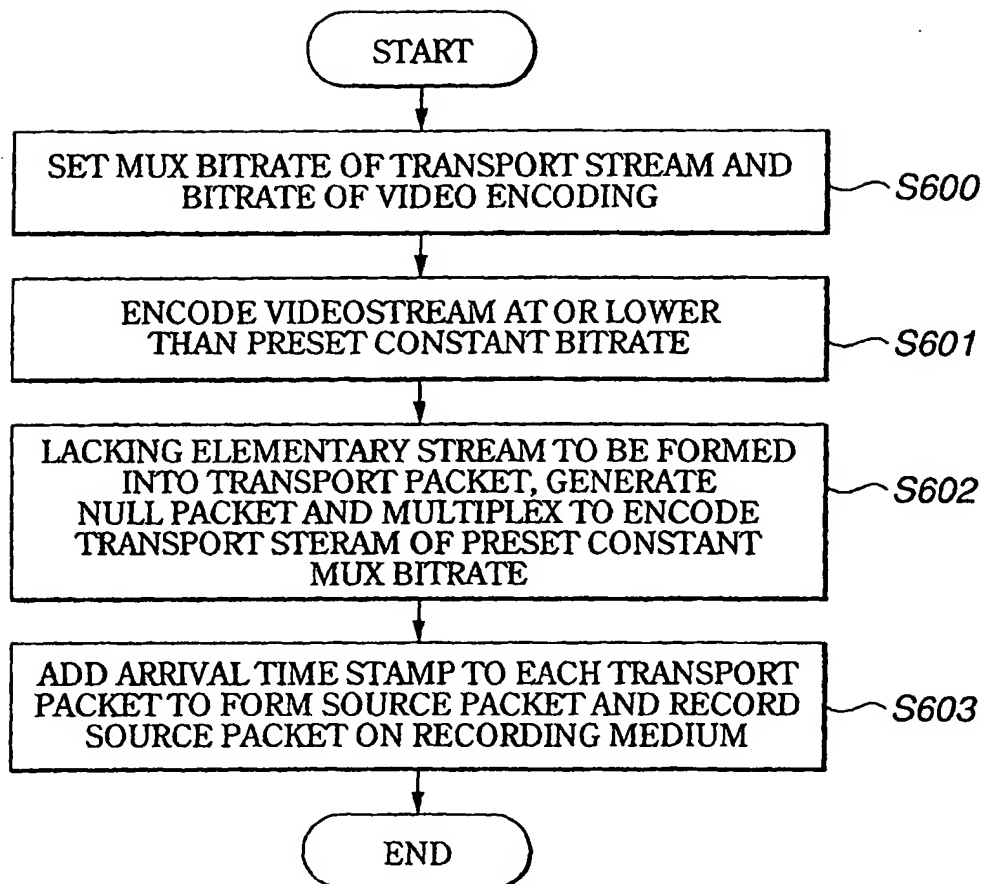 START
SET MUX BITRATE OF TRANSPORT STREAM AND
BITRATE OF VIDEO ENCODING
S600
ENCODE VIDEOSTREAM AT OR LOWER
THAN PRESET CONSTANT BITRATE
S601
LACKING ELEMENTARY STREAM TO BE FORMED
INTO TRANSPORT PACKET, GENERATE
NULL PACKET AND MULTIPLEX TO ENCODE
TRANSPORT STERAM OF PRESET CONSTANT
MUX BITRATE
S602
ADD ARRIVAL TIME STAMP TO EACH TRANSPORT
PACKET TO FORM SOURCE PACKET AND RECORD
SOURCE PACKET ON RECORDING MEDIUM
S603
END